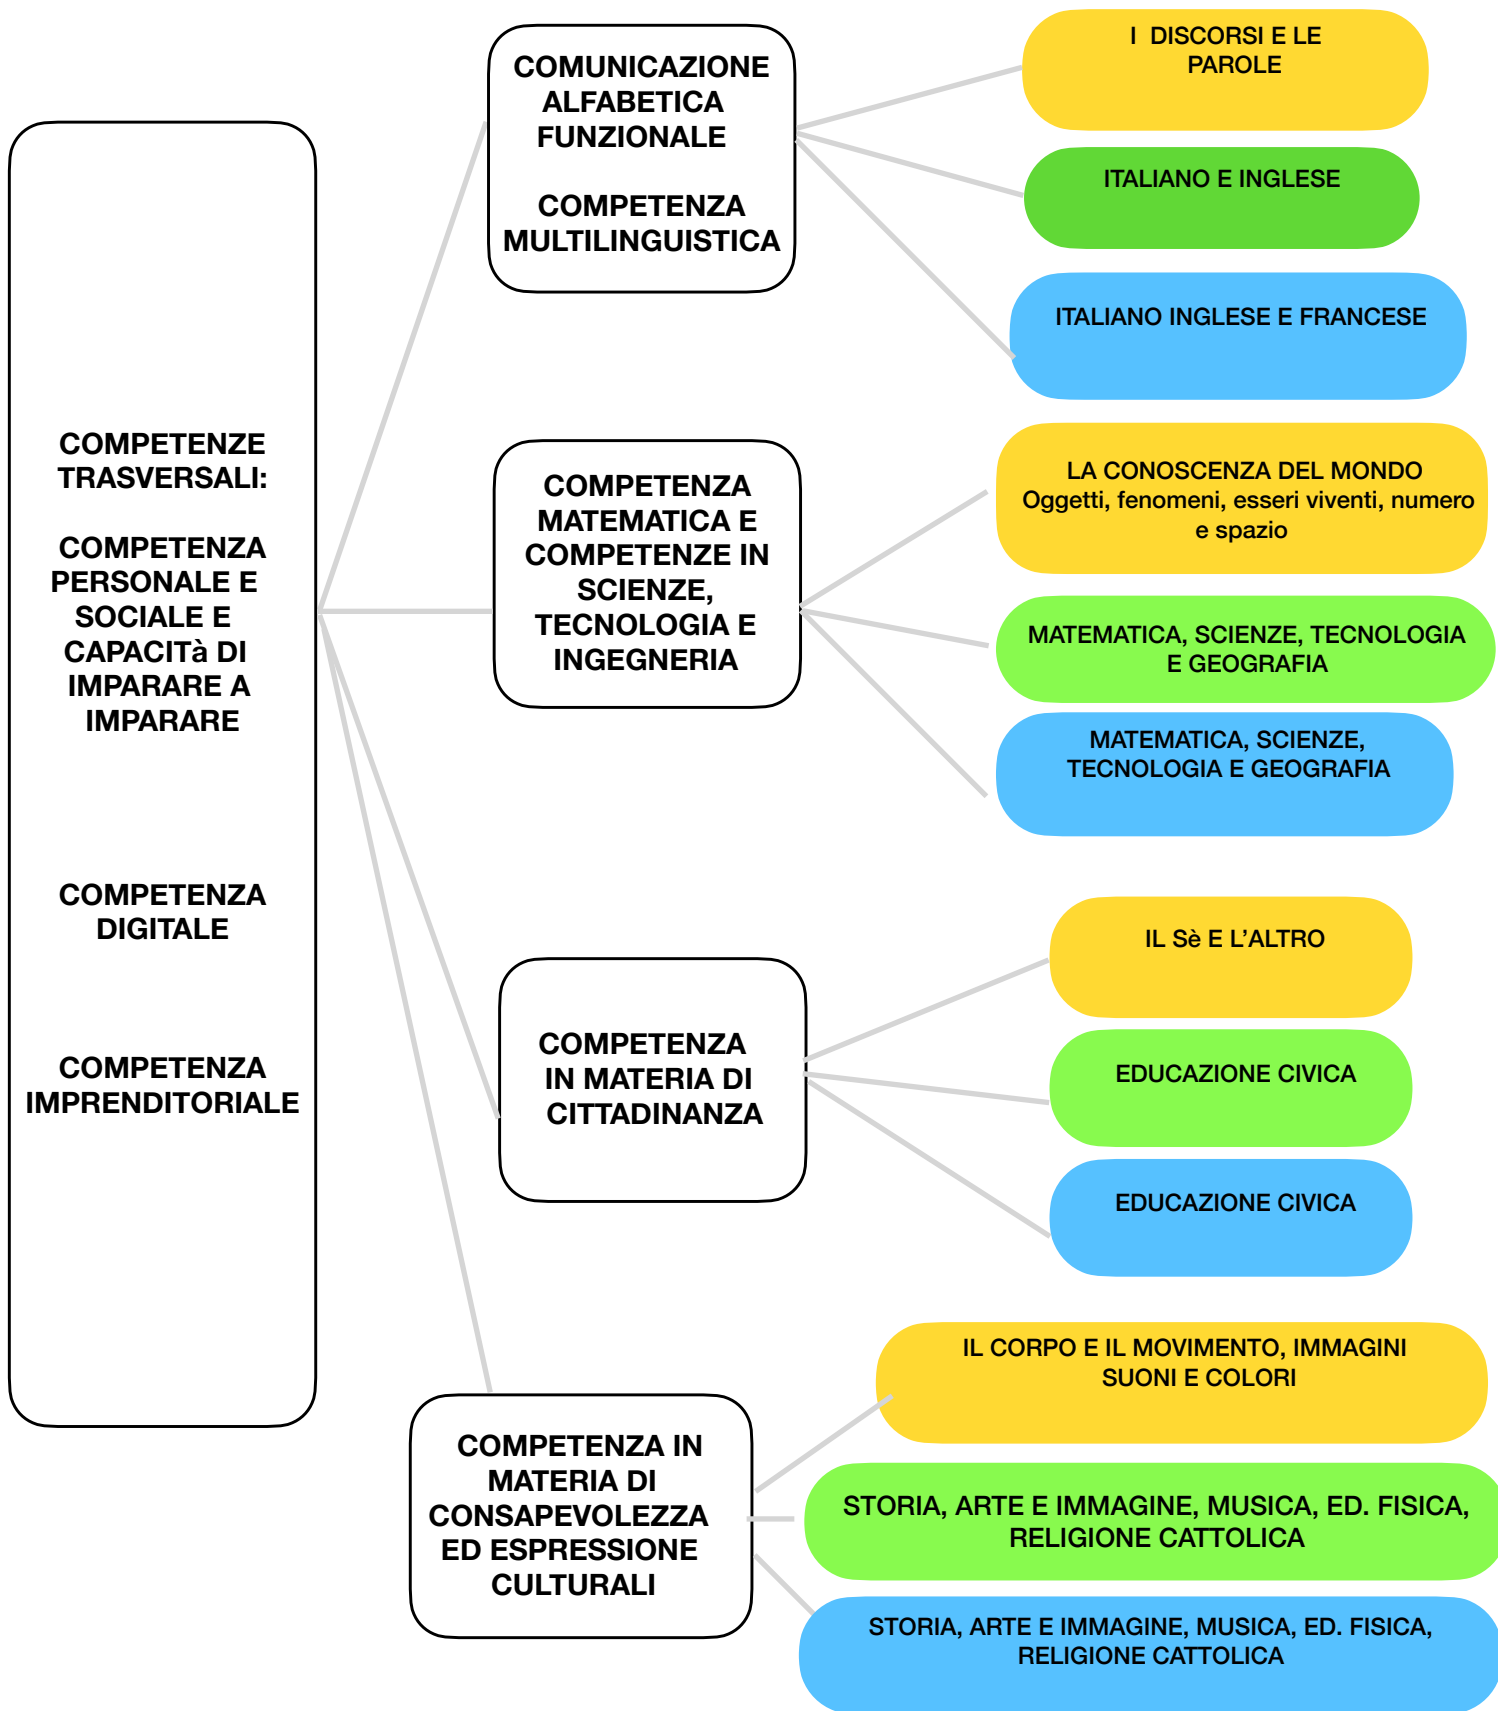 COMPETENZE
TRASVERSALI:
COMPETENZA
PERSONALE E
SOCIALE E
CAPACITà DI
IMPARARE A
IMPARARE
COMPETENZA
DIGITALE
COMPETENZA
IMPRENDITORIALE
COMUNICAZIONE
ALFABETICA
FUNZIONALE
COMPETENZA
MULTILINGUISTICA
I DISCORSI E LE
PAROLE
ITALIANO E INGLESE
ITALIANO INGLESE E FRANCESE
COMPETENZA
MATEMATICA E
COMPETENZE IN
SCIENZE,
TECNOLOGIA E
INGEGNERIA
LA CONOSCENZA DEL MONDO
Oggetti, fenomeni, esseri viventi, numero
e spazio
MATEMATICA, SCIENZE, TECNOLOGIA
E GEOGRAFIA
MATEMATICA, SCIENZE,
TECNOLOGIA E GEOGRAFIA
COMPETENZA
IN MATERIA DI
CITTADINANZA
IL Sè E L’ALTRO
EDUCAZIONE CIVICA
EDUCAZIONE CIVICA
COMPETENZA IN
MATERIA DI
CONSAPEVOLEZZA
ED ESPRESSIONE
CULTURALI
IL CORPO E IL MOVIMENTO, IMMAGINI
SUONI E COLORI
STORIA, ARTE E IMMAGINE, MUSICA, ED. FISICA,
RELIGIONE CATTOLICA
STORIA, ARTE E IMMAGINE, MUSICA, ED. FISICA,
RELIGIONE CATTOLICA